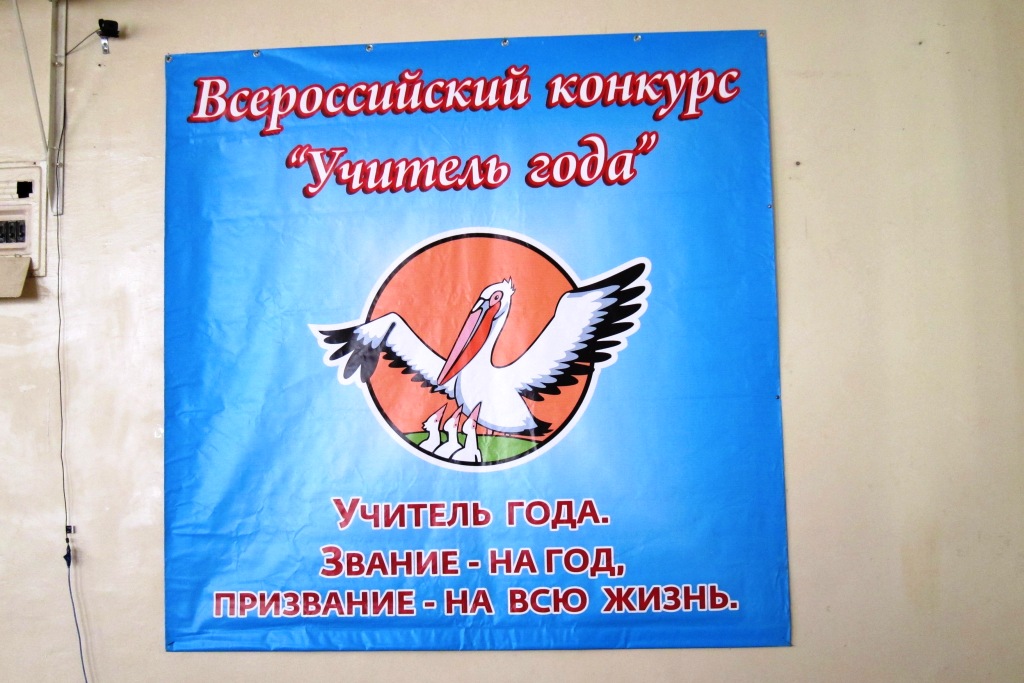 Всероссийский конкурс
“Учитель года”
Учитель года.
Звание - на год,
призвание - на всю жизнь.